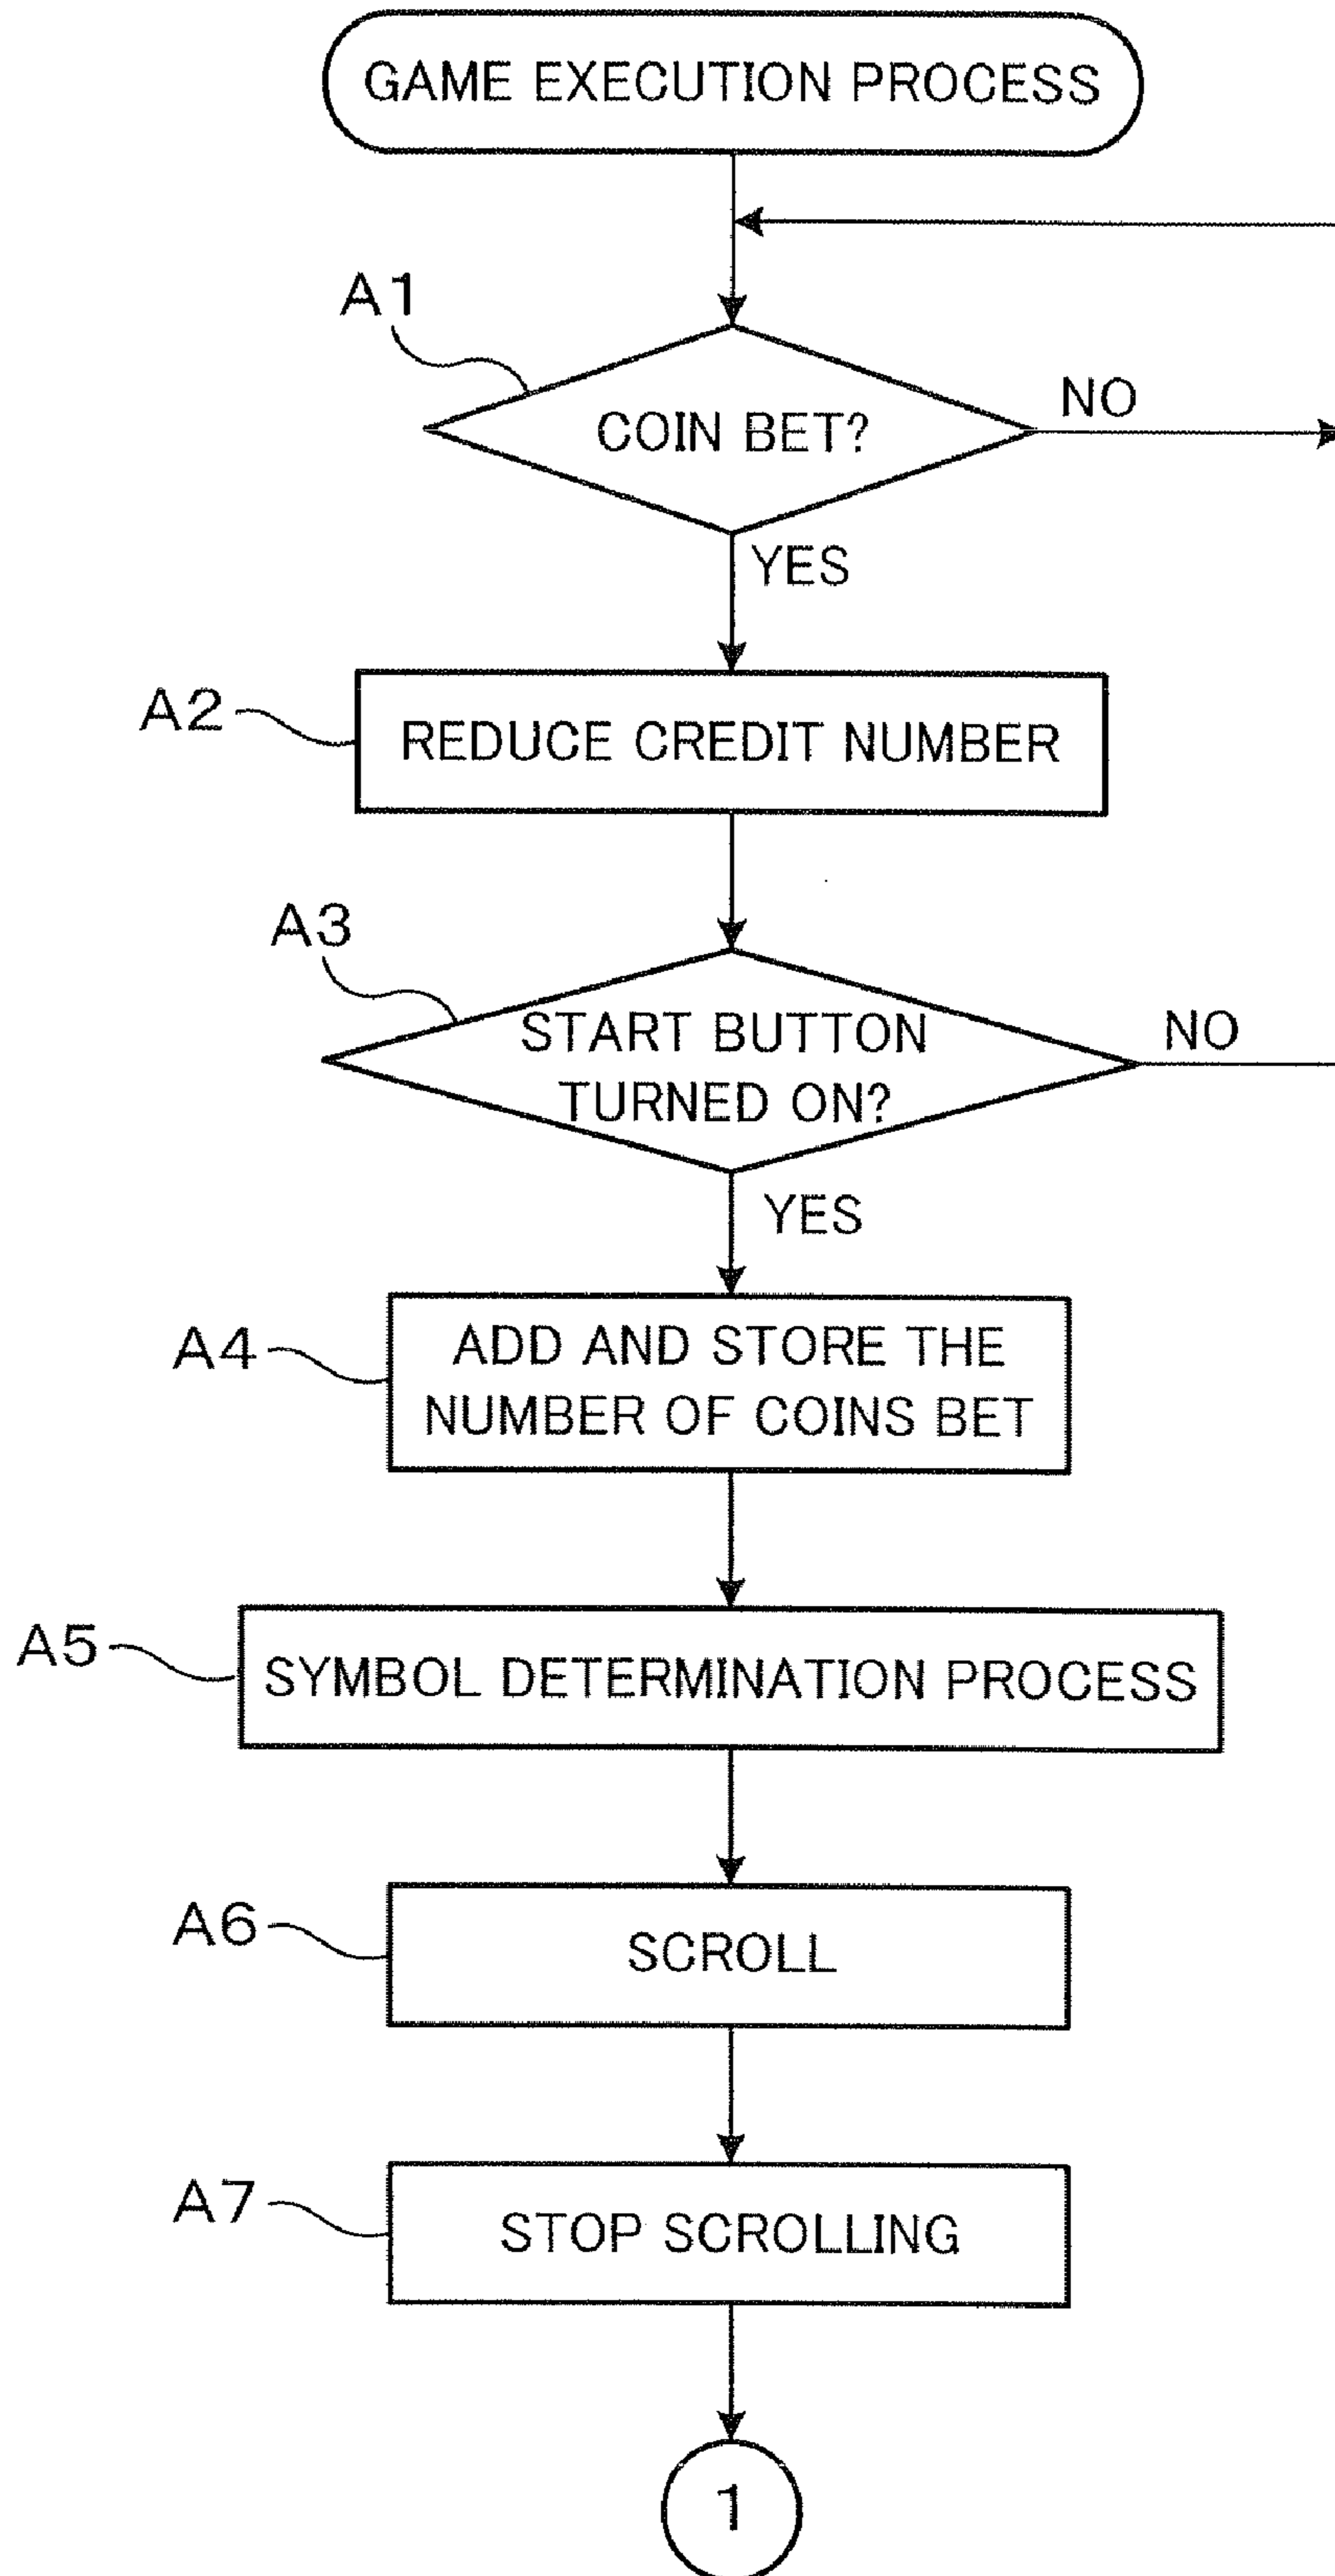 GAME EXECUTION PROCESS
A1
COIN BET?
NO
YES
A2
REDUCE CREDIT NUMBER
A3
START BUTTON
TURNED ON?
NO
YES
A4
ADD AND STORE THE
NUMBER OF COINS BET
A5
SYMBOL DETERMINATION PROCESS
A6
SCROLL
A7
STOP SCROLLING
1